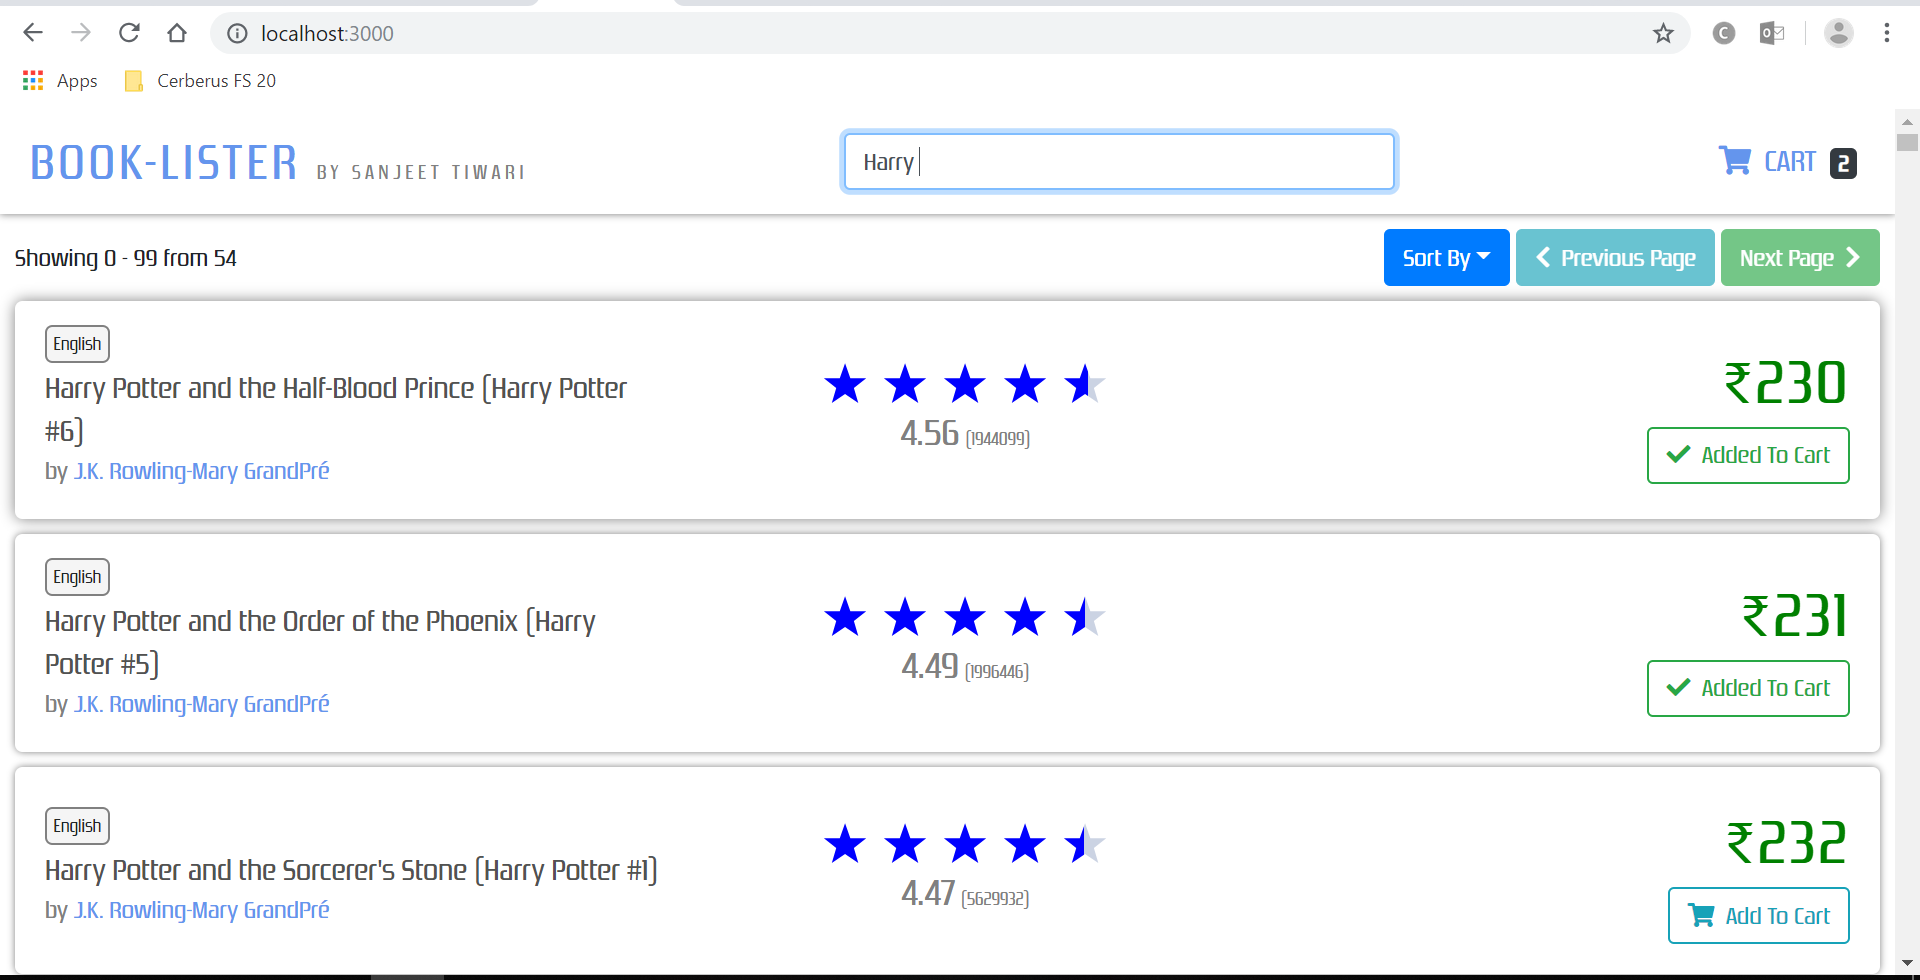 localhost:3000
Apps
Cerberus FS 20
BOOK-LISTER BY SANJEET TIWARI
Harry
CART 2
Showing 0 - 99 from 54
Sort By
Previous Page
Next Page
English
Harry Potter and the Half-Blood Prince (Harry Potter
#6)
by J.K. Rowling-Mary GrandPré
4.56 (1944099)
₹230
Added To Cart
English
Harry Potter and the Order of the Phoenix (Harry
Potter #5)
by J.K. Rowling-Mary GrandPré
4.49 (1996446)
₹231
Added To Cart
English
Harry Potter and the Sorcerer's Stone (Harry Potter #1)
by J.K. Rowling-Mary GrandPré
4.47 (5629932)
₹232
Add To Cart